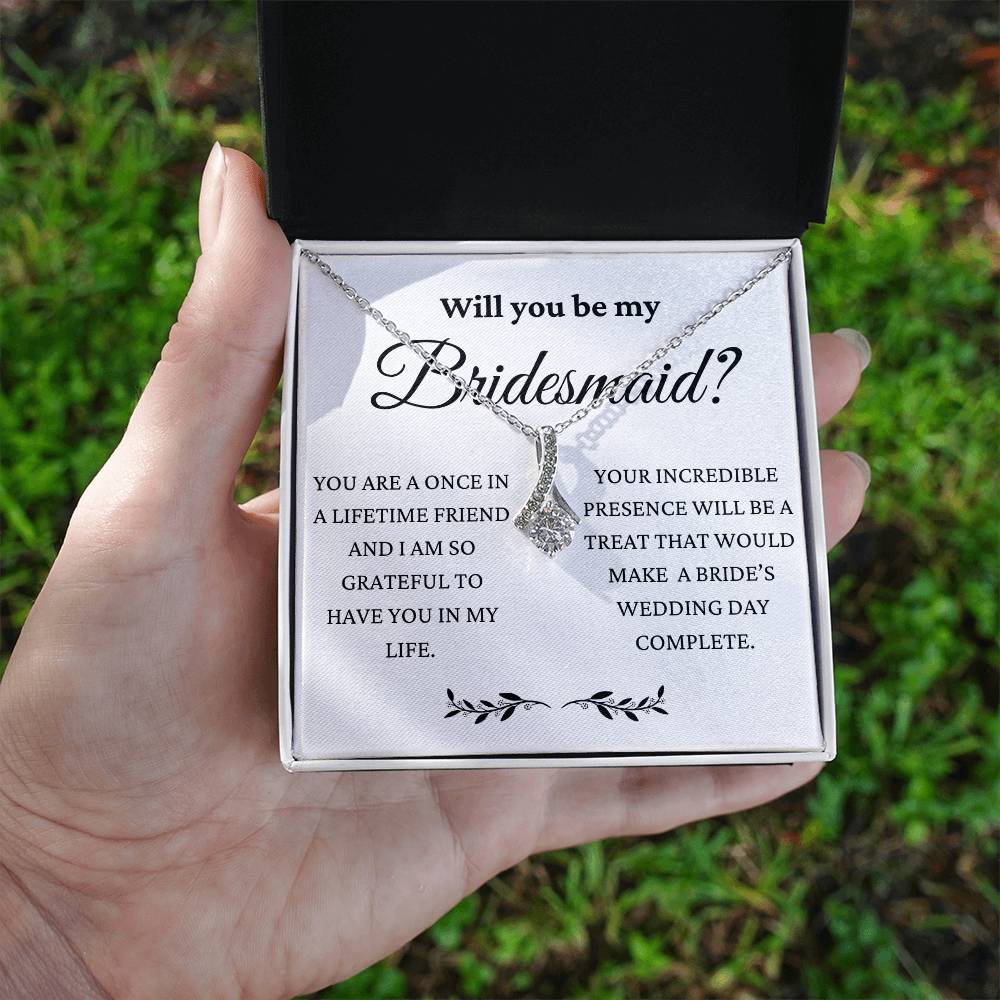 Will you be my
Bridesmaid?
YOU ARE A ONCE IN
A LIFETIME FRIEND
AND I AM SO
GRATEFUL TO
HAVE YOU IN MY
LIFE.
YOUR INCREDIBLE
PRESENCE WILL BE A
TREAT THAT WOULD
MAKE A BRIDE’S
WEDDING DAY
COMPLETE.